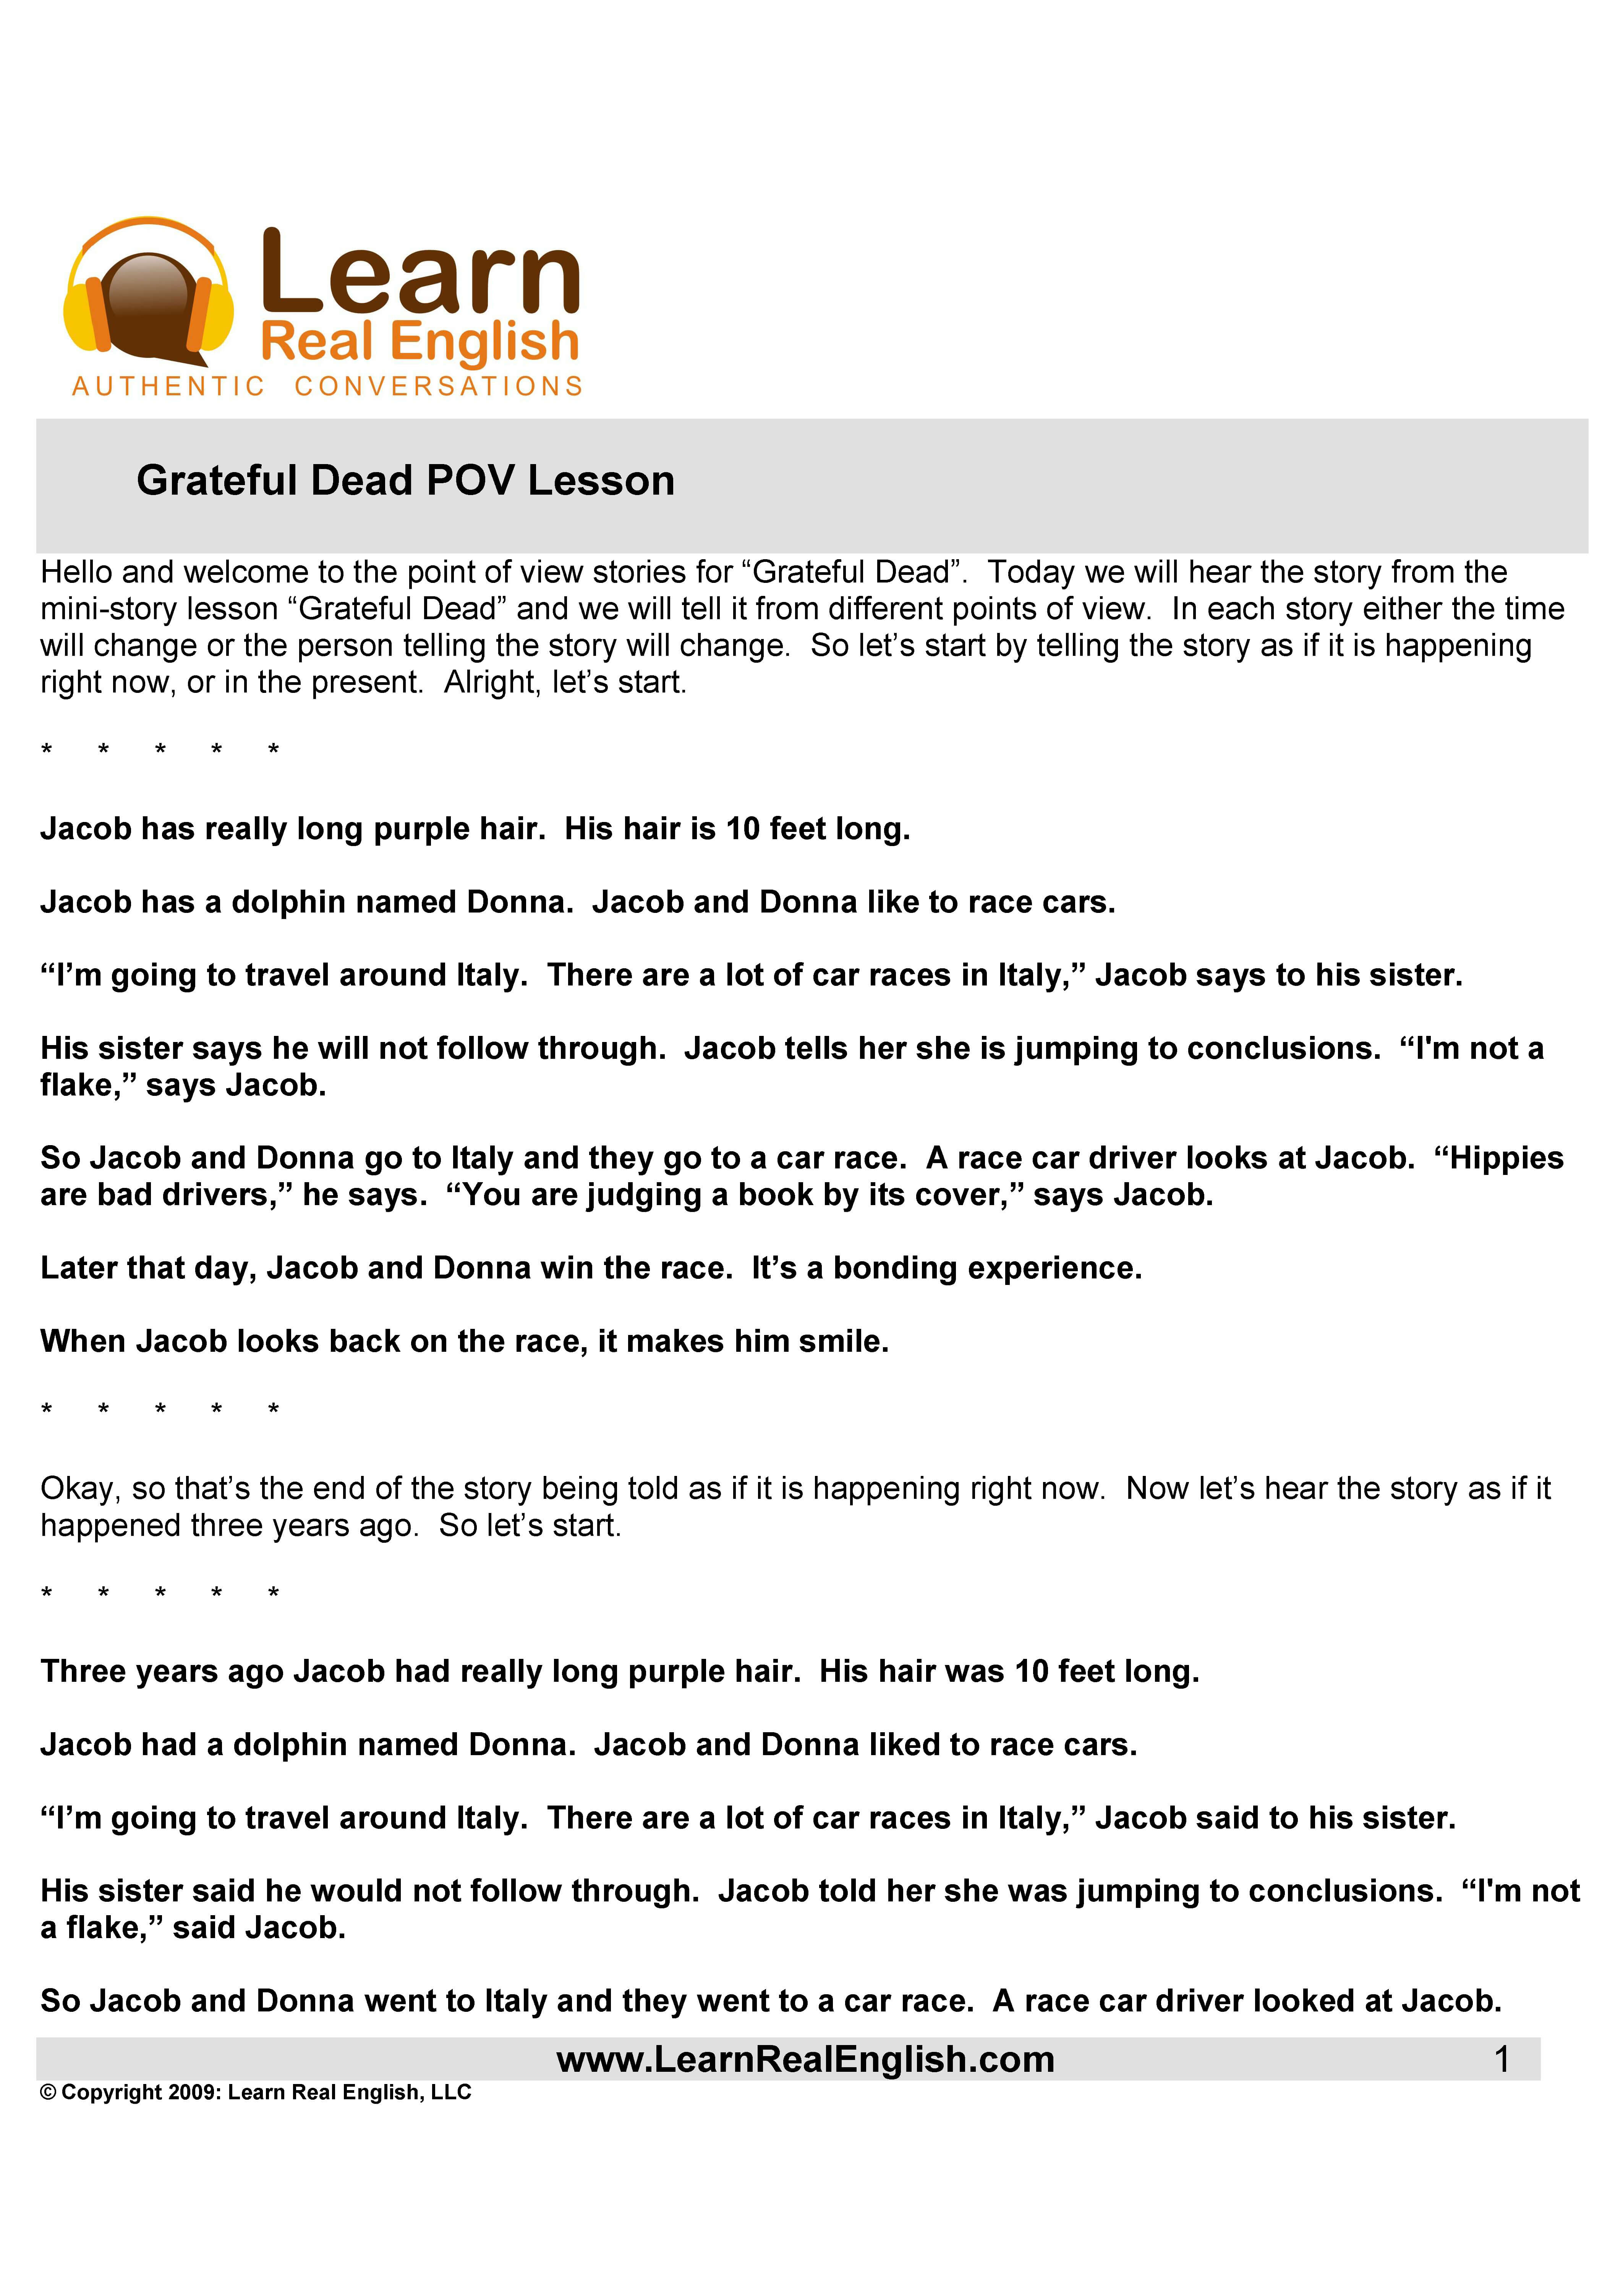 Learn
Real English
AUTHENTIC CONVERSATIONS
Grateful Dead POV Lesson
Hello and welcome to the point of view stories for “Grateful Dead”.  Today we will hear the story from the
mini-story lesson “Grateful Dead” and we will tell it from different points of view.  In each story either the time
will change or the person telling the story will change.  So let’s start by telling the story as if it is happening
right now, or in the present.  Alright, let’s start.
* * * * *
Jacob has really long purple hair.  His hair is 10 feet long.
Jacob has a dolphin named Donna.  Jacob and Donna like to race cars.
“I’m going to travel around Italy.  There are a lot of car races in Italy,” Jacob says to his sister.
His sister says he will not follow through.  Jacob tells her she is jumping to conclusions.  “I'm not a
flake,” says Jacob.
So Jacob and Donna go to Italy and they go to a car race.  A race car driver looks at Jacob.  “Hippies
are bad drivers,” he says.  “You are judging a book by its cover,” says Jacob.
Later that day, Jacob and Donna win the race.  It’s a bonding experience.
When Jacob looks back on the race, it makes him smile.
* * * * *
Okay, so that’s the end of the story being told as if it is happening right now.  Now let’s hear the story as if it
happened three years ago.  So let’s start.
* * * * *
Three years ago Jacob had really long purple hair.  His hair was 10 feet long.
Jacob had a dolphin named Donna.  Jacob and Donna liked to race cars.
“I’m going to travel around Italy.  There are a lot of car races in Italy,” Jacob said to his sister.
His sister said he would not follow through.  Jacob told her she was jumping to conclusions.  “I'm not
a flake,” said Jacob.
So Jacob and Donna went to Italy and they went to a car race.  A race car driver looked at Jacob.
www.LearnRealEnglish.com 1
© Copyright 2009: Learn Real English, LLC